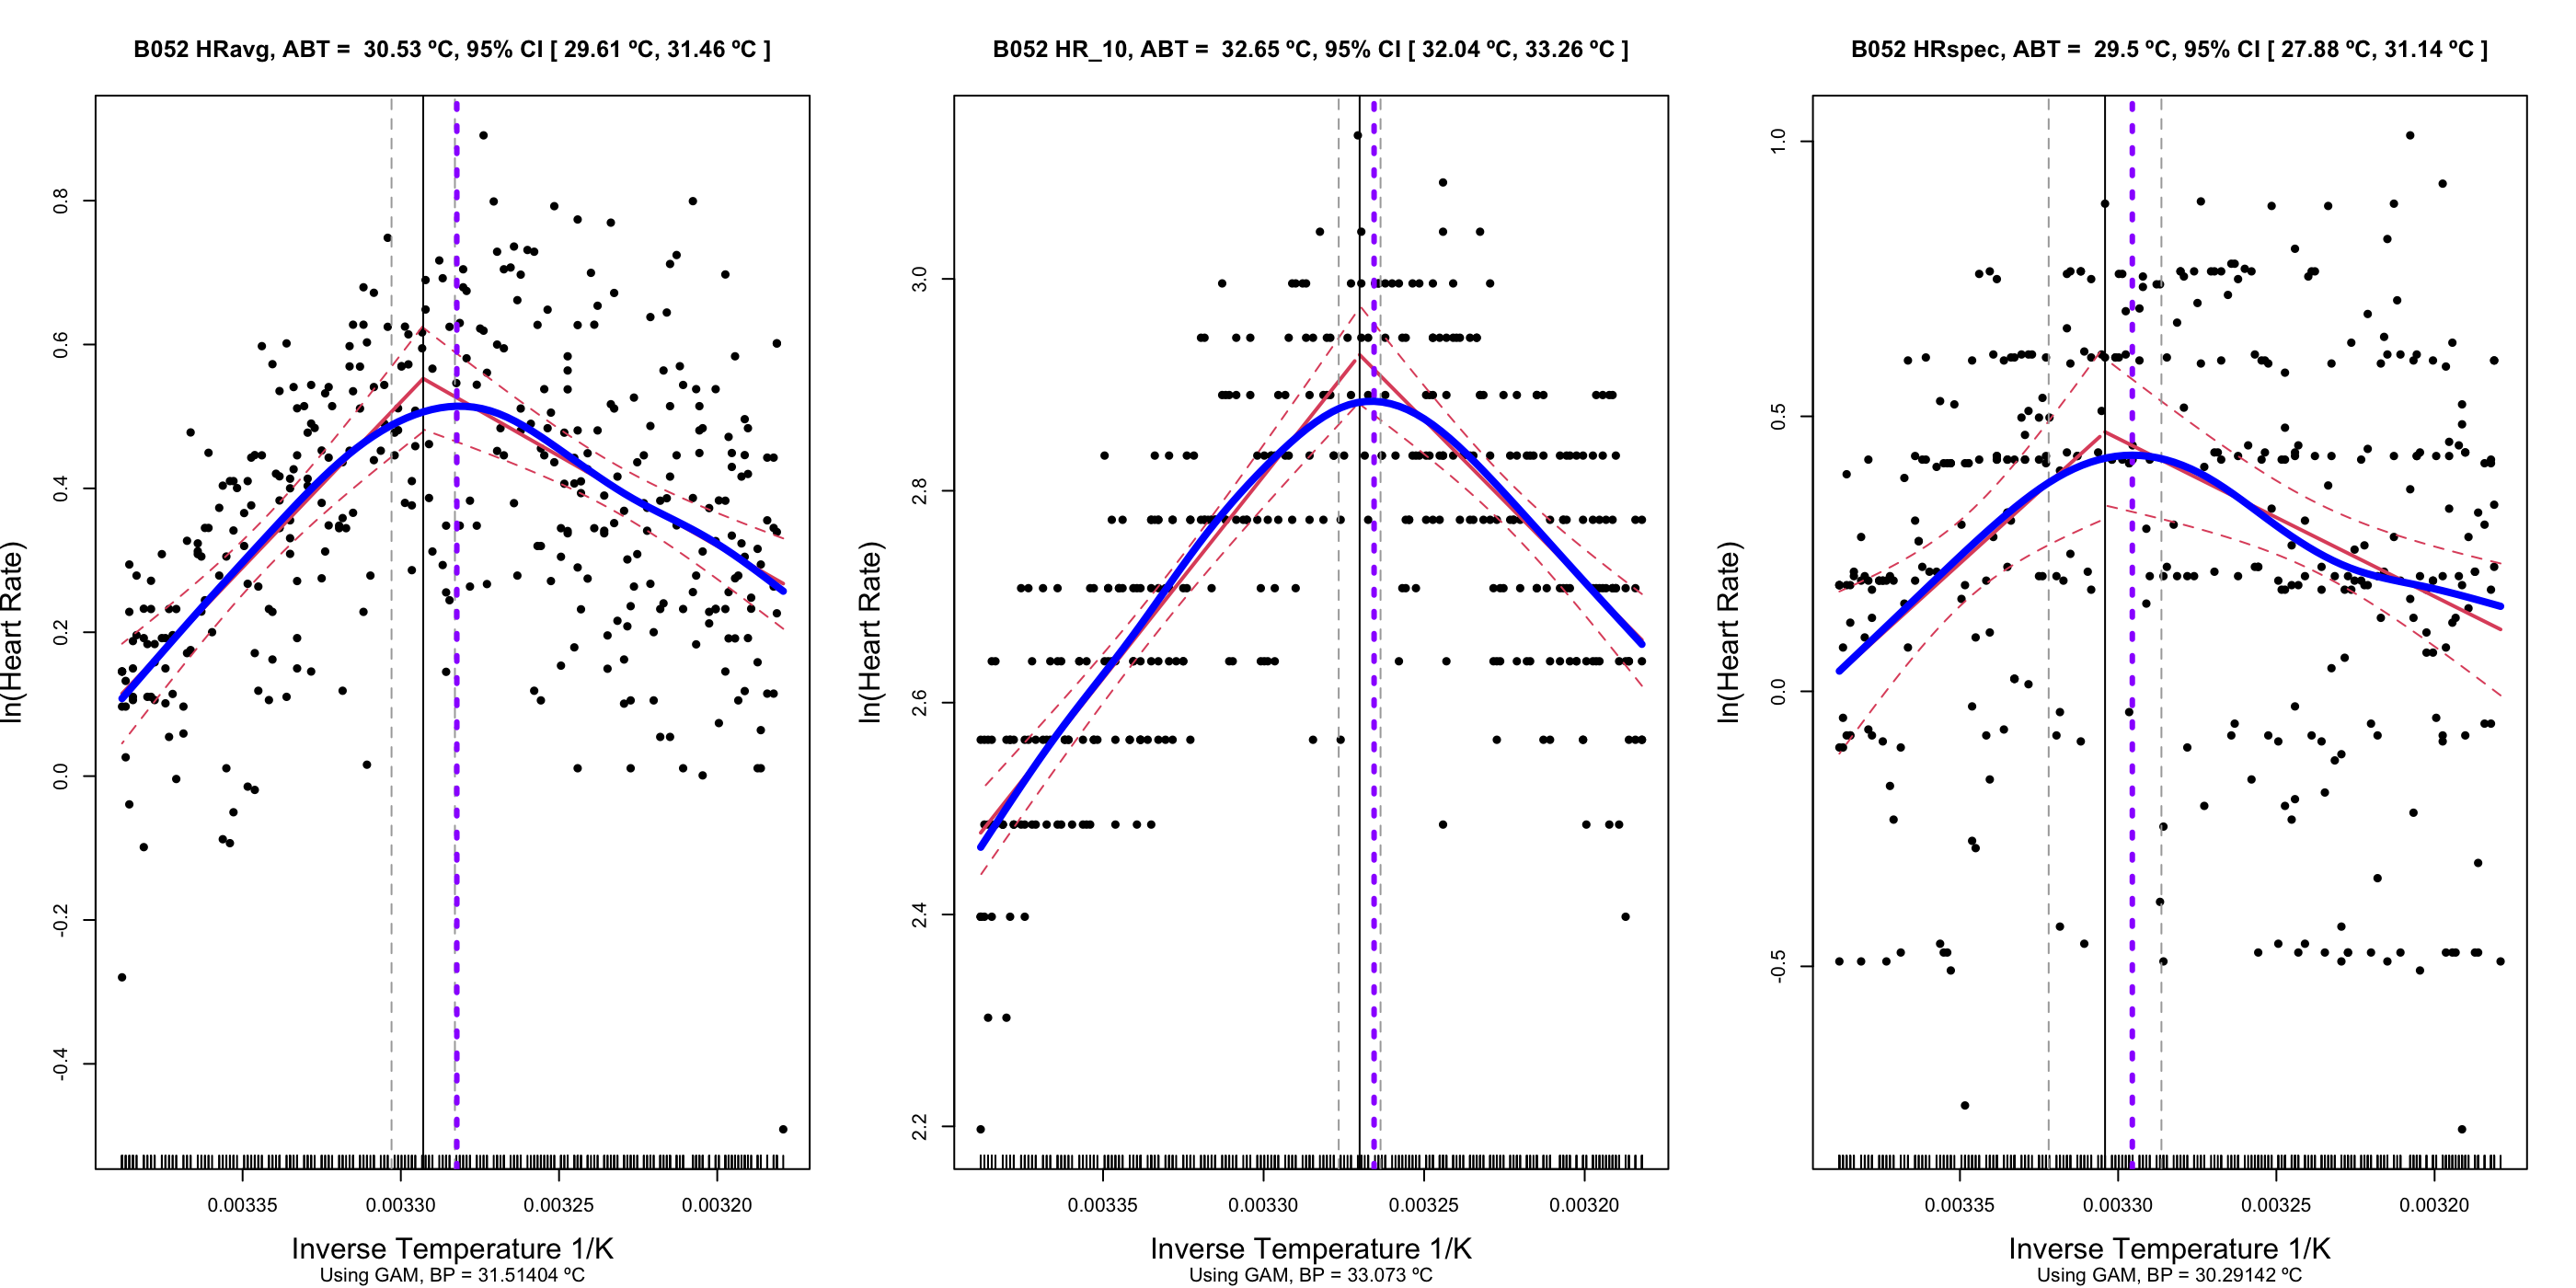 B052 HRavg, ABT =  30.53 ºC, 95% CI [ 29.61 ºC, 31.46 ºC ]
ln(Heart Rate)
0.8
0.6
0.4
0.2
0.0
-0.2
-0.4
0.00335
0.00330
0.00325
0.00320
Inverse Temperature 1/K
Using GAM, BP = 31.51404 ºC
B052 HR_10, ABT =  32.65 ºC, 95% CI [ 32.04 ºC, 33.26 ºC ]
ln(Heart Rate)
3.0
2.8
2.6
2.4
2.2
0.00335
0.00330
0.00325
0.00320
Inverse Temperature 1/K
Using GAM, BP = 33.073 ºC
B052 HRspec, ABT =  29.5 ºC, 95% CI [ 27.88 ºC, 31.14 ºC ]
ln(Heart Rate)
1.0
0.5
0.0
-0.5
0.00335
0.00330
0.00325
0.00320
Inverse Temperature 1/K
Using GAM, BP = 30.29142 ºC